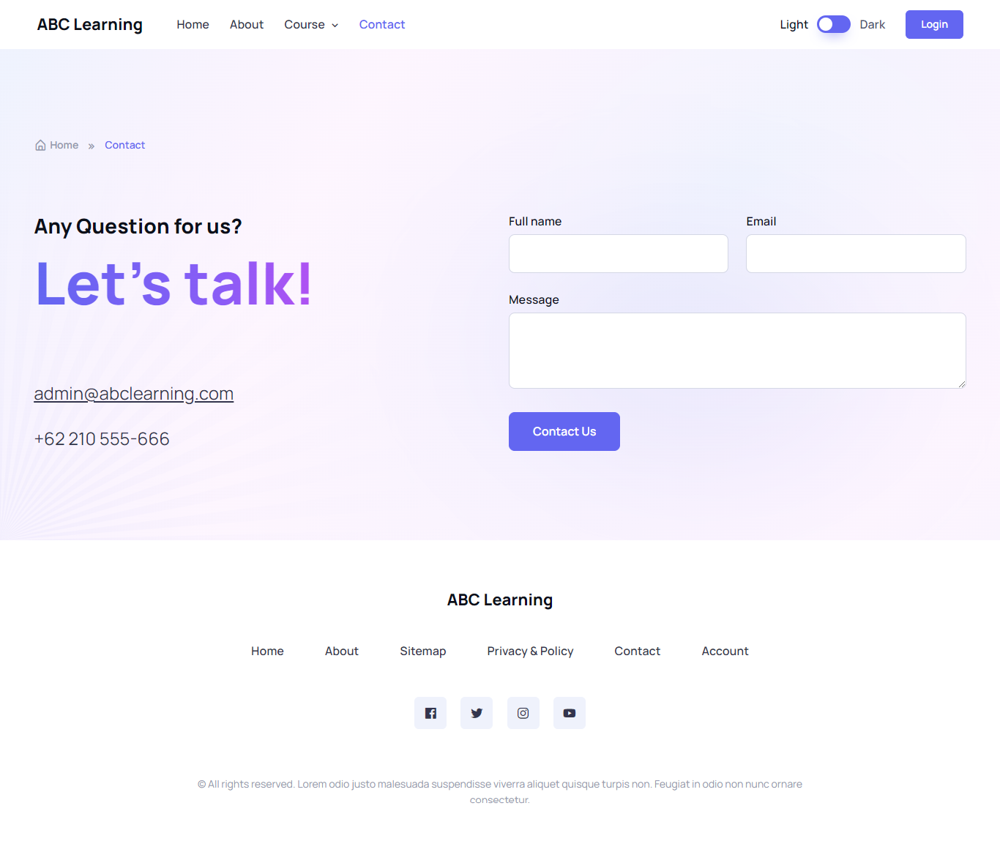 ABC Learning
Home
About
Course
Contact
Light
Dark
Login
Home » Contact
Any Question for us?
Let's talk!
admin@abclearning.com
+62 210 555-666
Full name
Email
Message
Contact Us
ABC Learning
Home
About
Sitemap
Privacy & Policy
Contact
Account
© All rights reserved. Lorem odio justo malesuada suspendisse viverra aliquet quisque turpis non. Feugiat in odio non nunc ornare
consectetur.